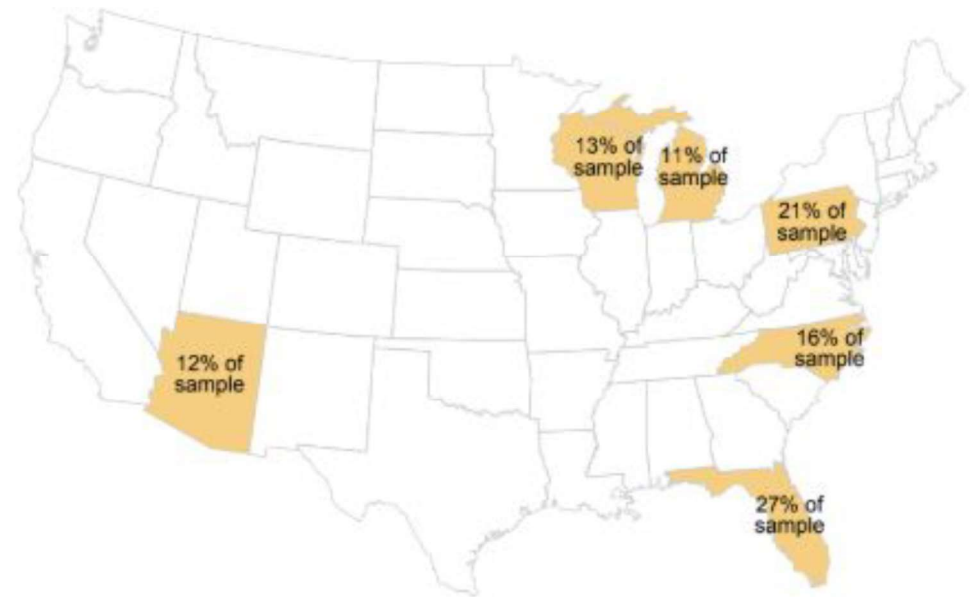 13% of
sample
11% of
sample
21% of
sample
16% of
sample
12% of
sample
27% of
sample